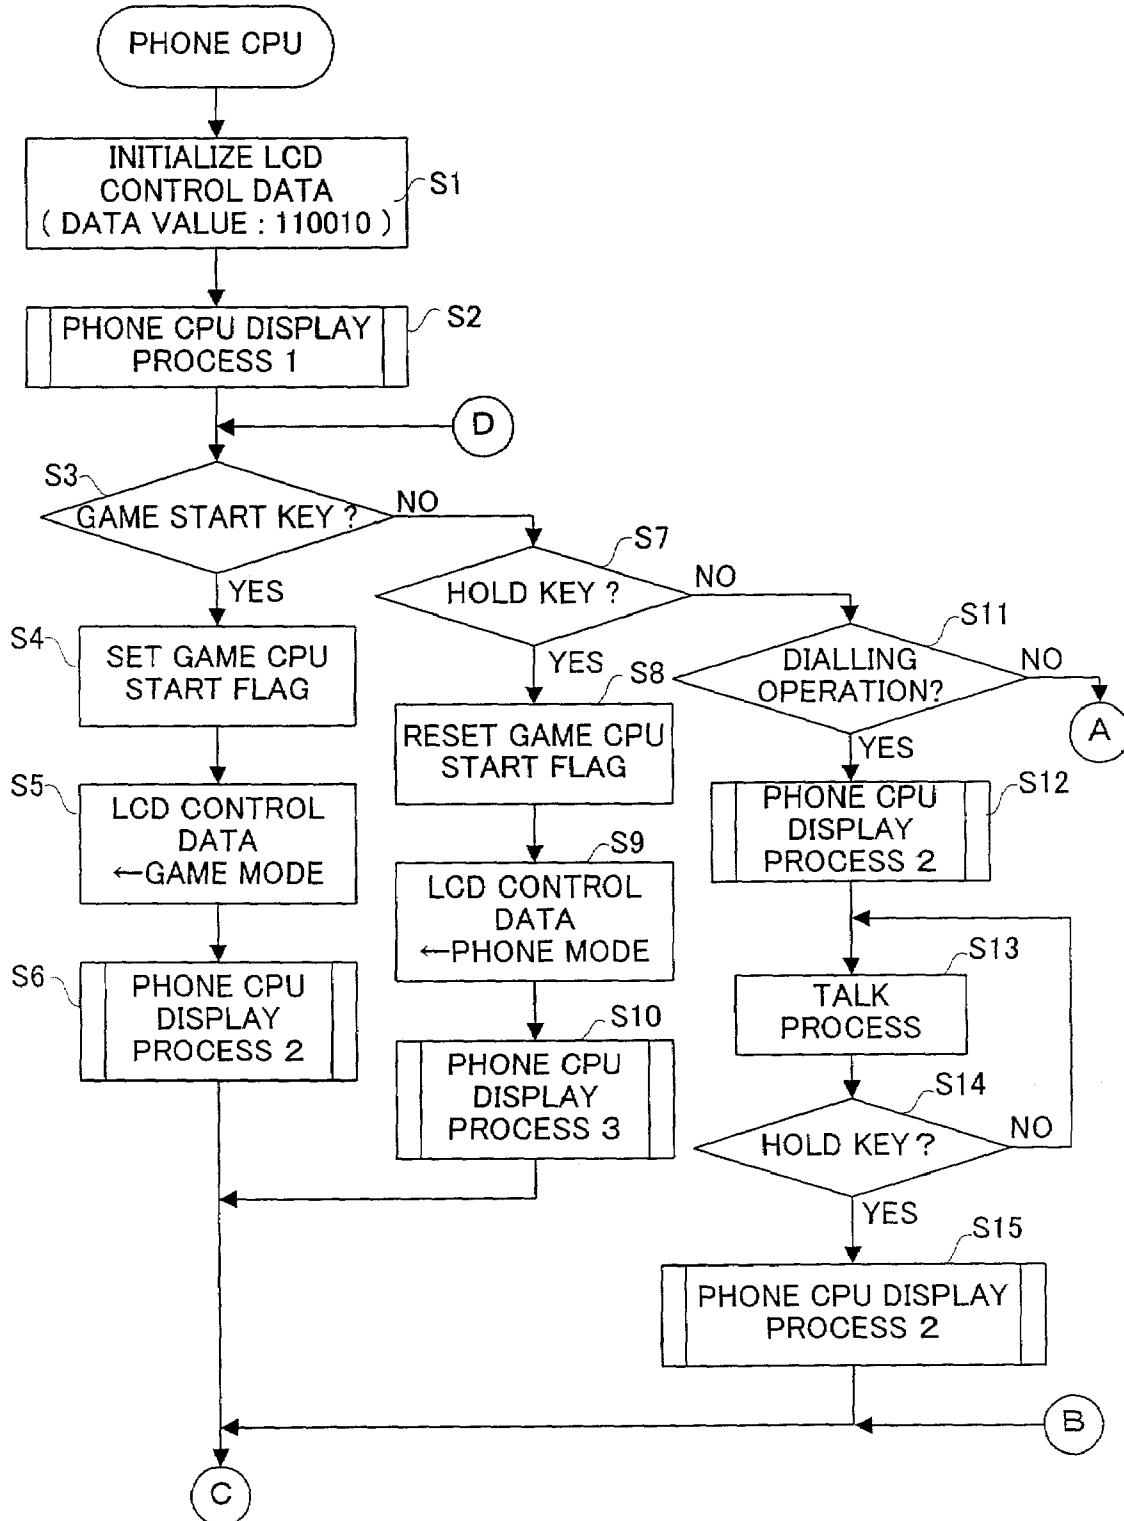 PHONE CPU
INITIALIZE LCD
CONTROL DATA
( DATA VALUE : 110010 )
S1
PHONE CPU DISPLAY
PROCESS 1
S2
D
S3
GAME START KEY ?
NO
YES
S4
SET GAME CPU
START FLAG
S5
LCD CONTROL
DATA
←GAME MODE
S6
PHONE CPU
DISPLAY
PROCESS 2
S7
HOLD KEY ?
NO
YES
S8
RESET GAME CPU
START FLAG
S9
LCD CONTROL
DATA
←PHONE MODE
S10
PHONE CPU
DISPLAY
PROCESS 3
S11
DIALLING
OPERATION?
NO
A
YES
S12
PHONE CPU
DISPLAY
PROCESS 2
S13
TALK
PROCESS
S14
HOLD KEY ?
NO
YES
S15
PHONE CPU DISPLAY
PROCESS 2
B
C